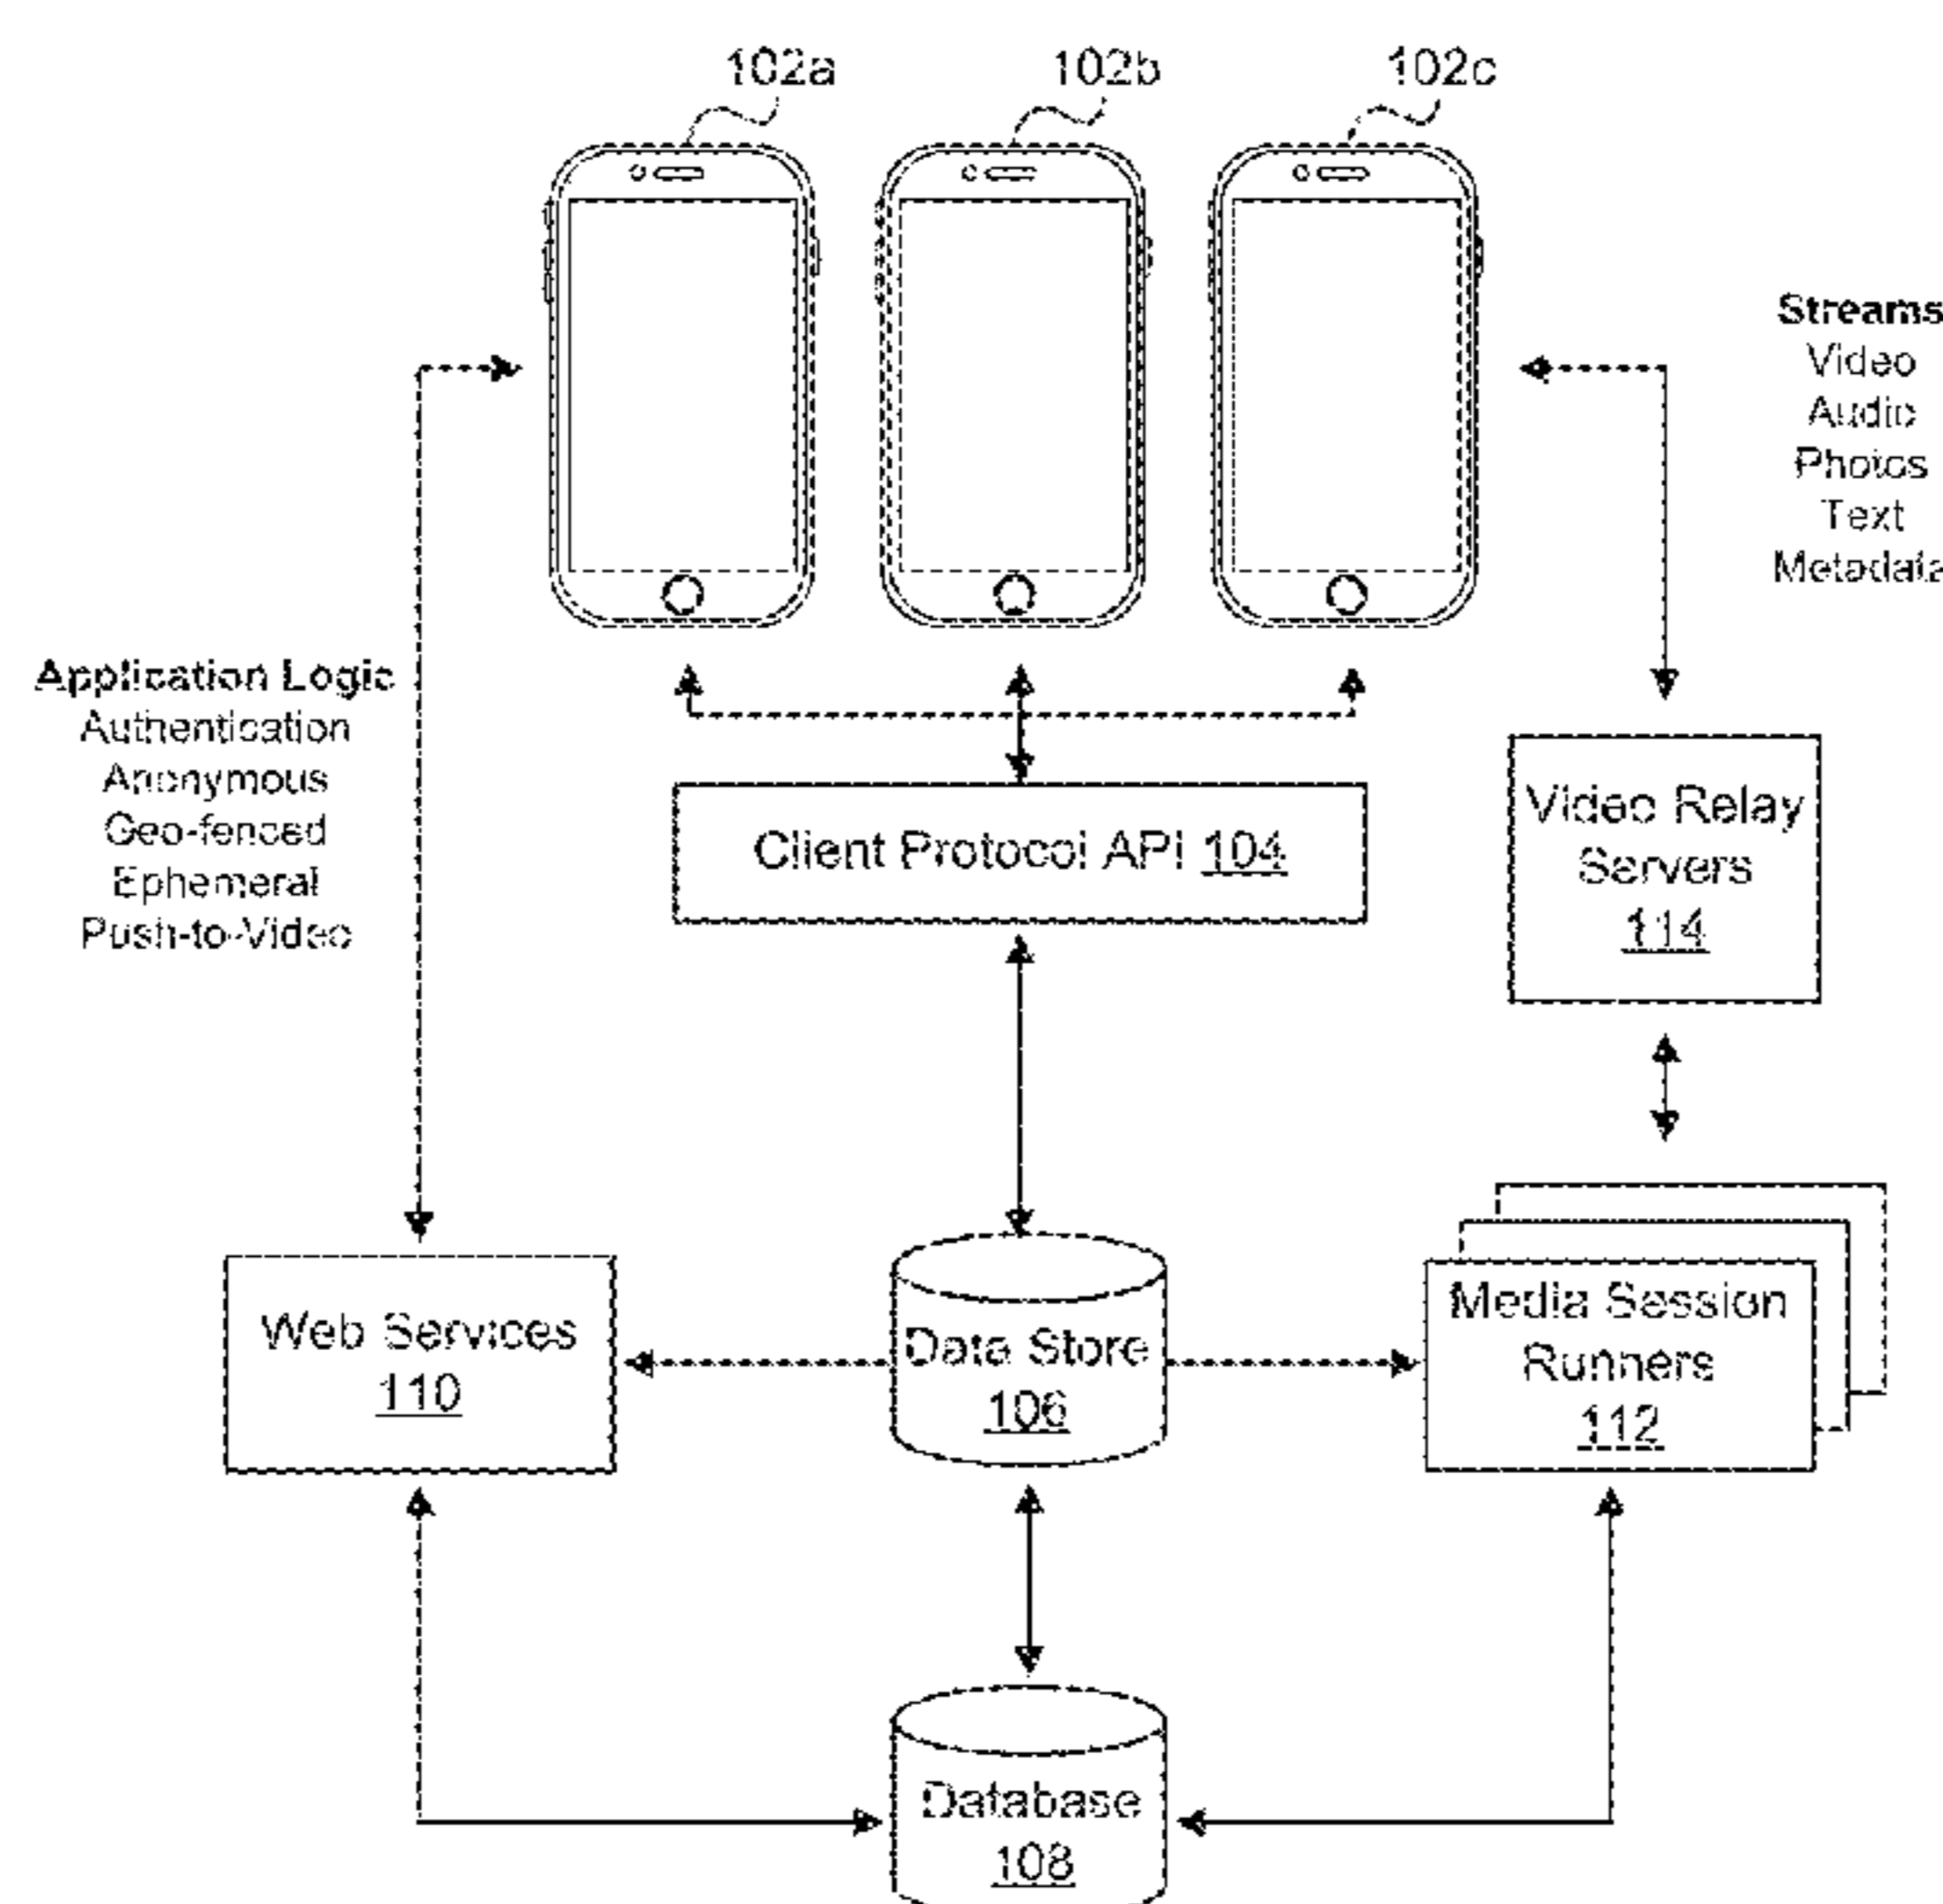 102a
102b
102c
Streams
Video
Audio
Photos
Text
Metadata
Application Logic
Authentication
Anonymous
Geo-fenced
Ephemeral
Push-to-Video
Client Protocol API 104
Video Relay
Servers
114
Web Services
110
Data Store
106
Media Session
Runners
112
Database
108